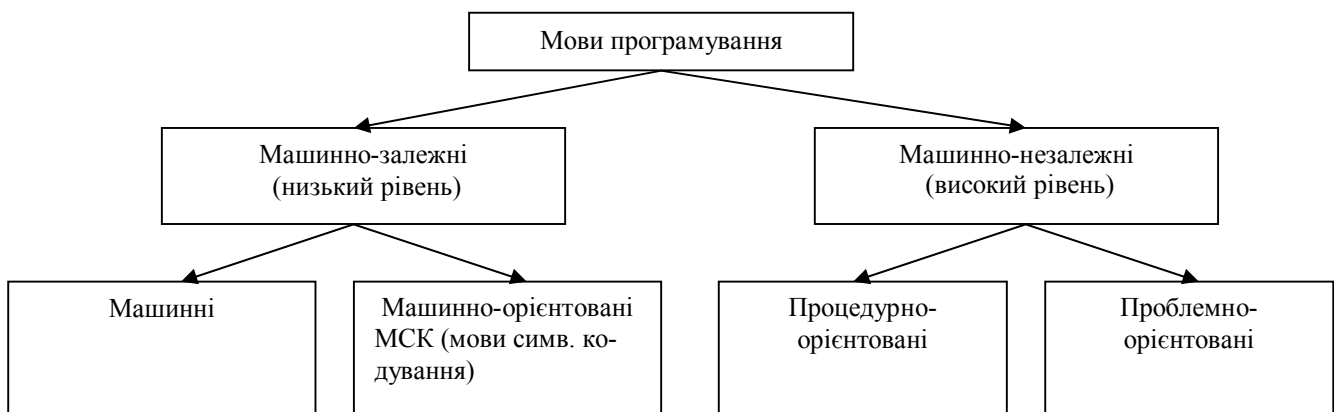 Мови програмування
Машинно-залежні
(низький рівень)
Машинно-незалежні
(високий рівень)
Машинні
Машинно-орієнтовані
МСК (мови симв. ко-
дування)
Процедурно-
орієнтовані
Проблемно-
орієнтовані